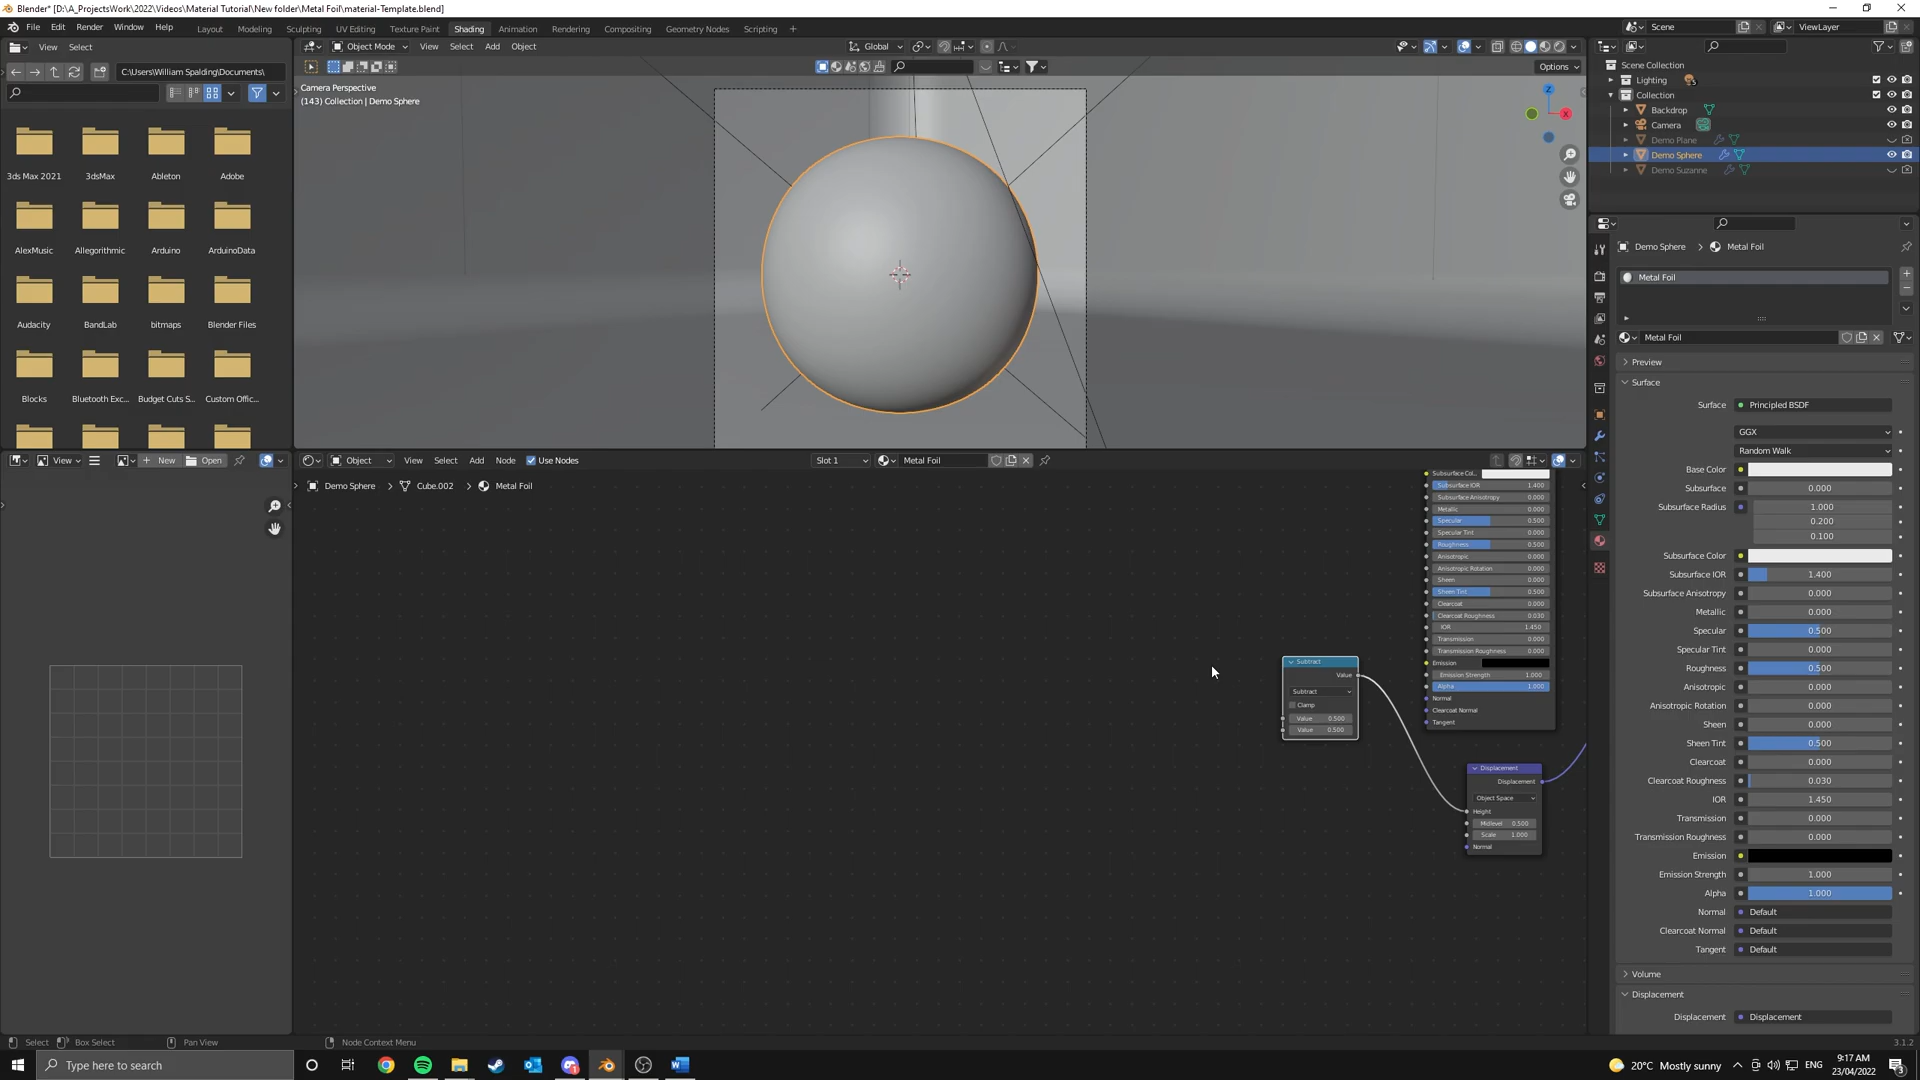 Blender* [D:\A_ProjectsWork\2022\Videos\Material Tutorial\New folder\Metal Foil\material-Template.blend]
File Edit Render Window Help Layout Modeling Sculpting UV Editing Texture Paint Shading Animation Rendering Compositing Geometry Nodes Scripting + Scene ViewLayer
View Select Object Mode View Select Add Object Global
C:\Users\William Spalding\Documents\
Options
Camera Perspective
(143) Collection | Demo Sphere
3ds Max 2021 3dsMax Ableton Adobe
AlexMusic Allegorithmic Arduino ArduinoData
Audacity BandLab bitmaps Blender Files
Blocks Bluetooth Exc... Budget Cuts S... Custom Offic...
Z
X
Scene Collection
Lighting
Collection
Backdrop
Camera
Demo Plane
Demo Sphere
Demo Suzanne
Demo Sphere > Metal Foil
Metal Foil
Metal Foil
Preview
Surface
Surface Principled BSDF
GGX
Random Walk
Base Color
Subsurface 0.000
Subsurface Radius 1.000
0.200
0.100
Subsurface Color
Subsurface IOR 1.400
Subsurface Anisotropy 0.000
Metallic 0.000
Specular 0.500
Specular Tint 0.000
Roughness 0.500
Anisotropic 0.000
Anisotropic Rotation 0.000
Sheen 0.000
Sheen Tint 0.500
Clearcoat 0.000
Clearcoat Roughness 0.030
IOR 1.450
Transmission 0.000
Transmission Roughness 0.000
Emission
Emission Strength 1.000
Alpha 1.000
Normal Default
Clearcoat Normal Default
Tangent Default
Volume
Displacement
Displacement Displacement
View + New Open Object View Select Add Node Use Nodes Slot 1 Metal Foil
Demo Sphere > Cube.002 > Metal Foil
Subsurface Col...
Subsurface IOR 1.400
Subsurface Anisotropy 0.000
Metallic 0.000
Specular 0.500
Specular Tint 0.000
Roughness 0.500
Anisotropic 0.000
Anisotropic Rotation 0.000
Sheen 0.000
Sheen Tint 0.500
Clearcoat 0.000
Clearcoat Roughness 0.030
IOR 1.450
Transmission 0.000
Transmission Roughness 0.000
Emission
Emission Strength 1.000
Alpha 1.000
Normal
Clearcoat Normal
Tangent
Subtract
Value
Subtract
Clamp
Value 0.500
Value 0.500
Displacement
Displacement
Object Space
Height
Midlevel 0.500
Scale 1.000
Normal
Select Box Select Pan View Node Context Menu 3.1.2
Type here to search 20°C Mostly sunny ENG 9:17 AM
23/04/2022
3